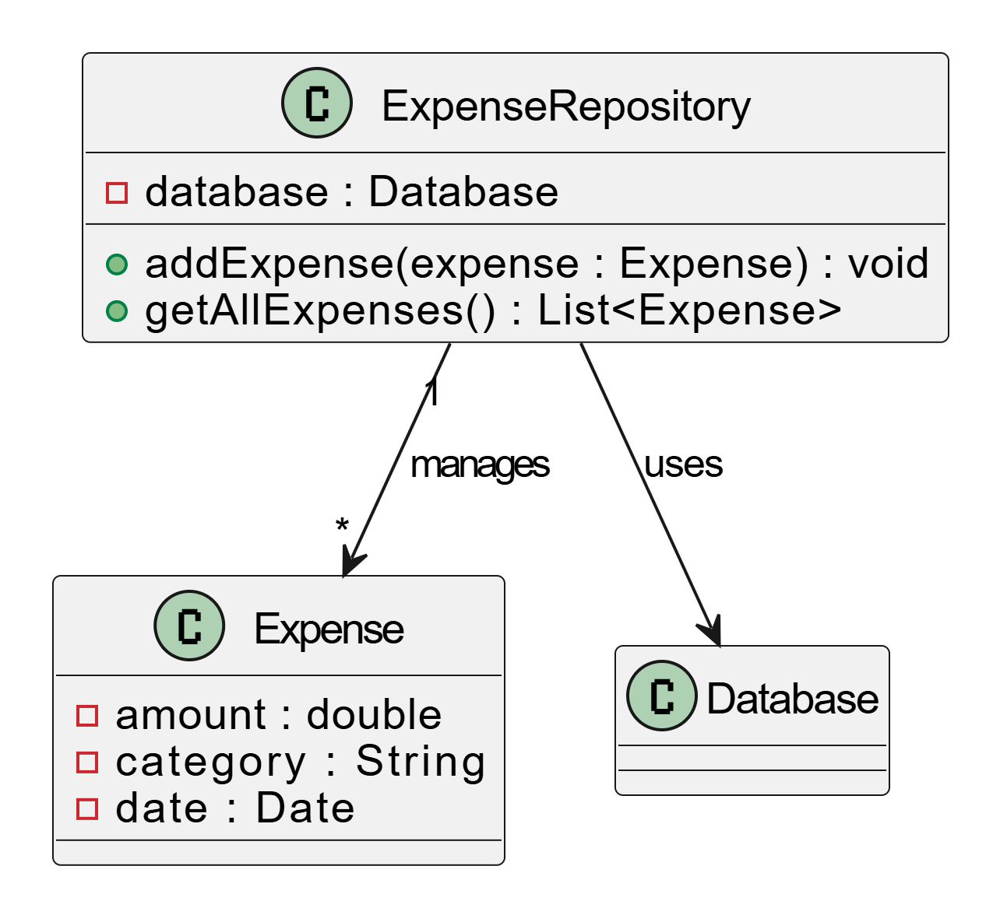 C ExpenseRepository
database : Database
addExpense(expense : Expense) : void
getAllExpenses() : List<Expense>
1
manages
uses
*
C Expense
amount : double
category : String
date : Date
C Database